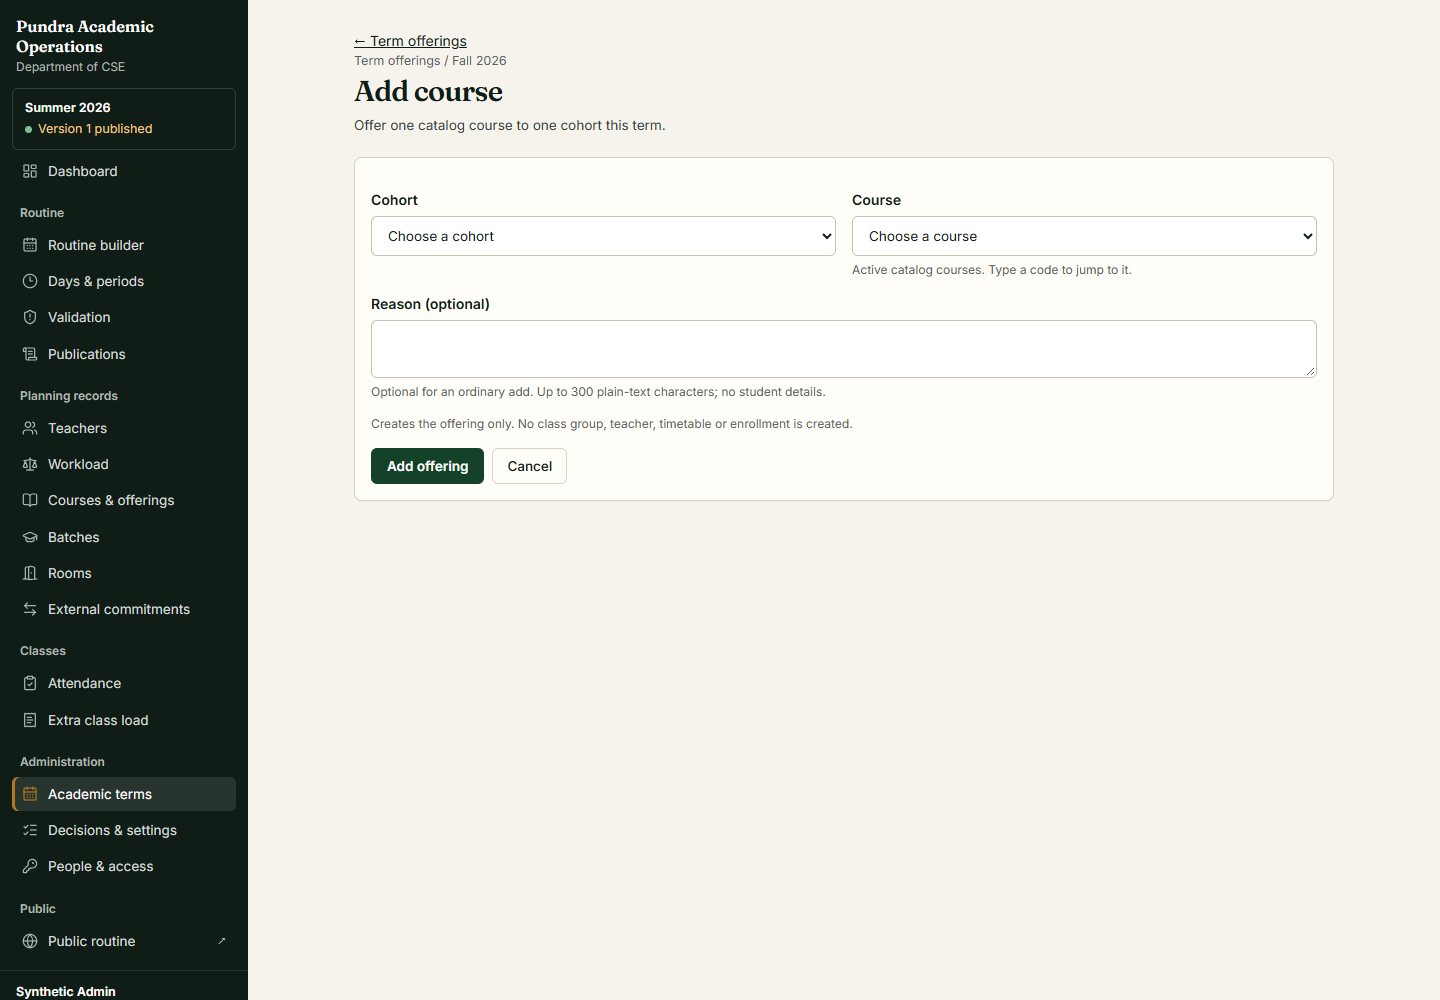 Pundra Academic
Operations
Department of CSE
Summer 2026
Version 1 published
Dashboard
Routine
Routine builder
Days & periods
Validation
Publications
Planning records
Teachers
Workload
Courses & offerings
Batches
Rooms
External commitments
Classes
Attendance
Extra class load
Administration
Academic terms
Decisions & settings
People & access
Public
Public routine ↗
Synthetic Admin
← Term offerings
Term offerings / Fall 2026
Add course
Offer one catalog course to one cohort this term.
Cohort
Choose a cohort
Course
Choose a course
Active catalog courses. Type a code to jump to it.
Reason (optional)
Optional for an ordinary add. Up to 300 plain-text characters; no student details.
Creates the offering only. No class group, teacher, timetable or enrollment is created.
Add offering
Cancel